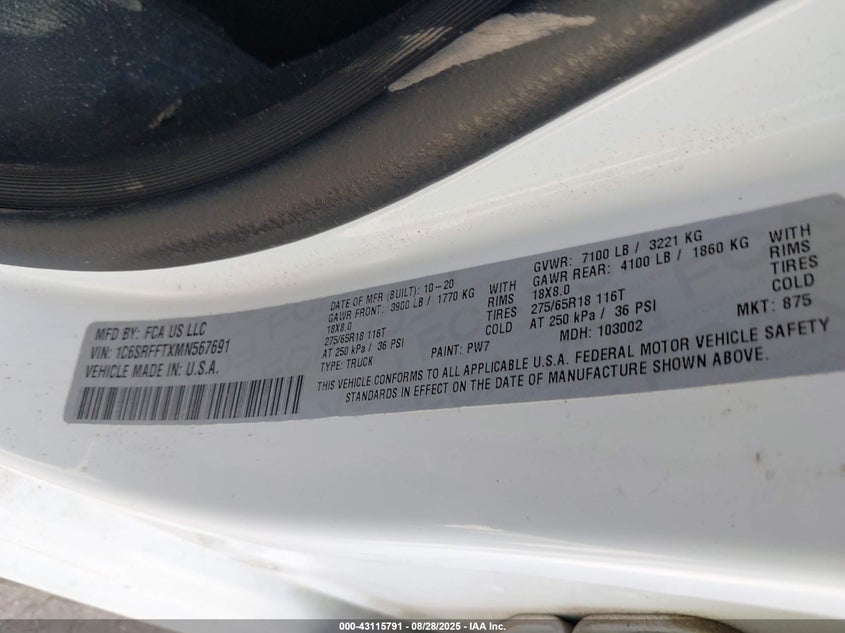 MFD BY: FCA US LLC
VIN: 1C6SRFFTXMN567691
VEHICLE MADE IN: U.S.A.
DATE OF MFR (BUILT): 10-20
GAWR FRONT: 3900 LB / 1770 KG WITH
18X8.0 RIMS
275/65R18 116T TIRES
AT 250 kPa / 36 PSI COLD
TYPE: TRUCK PAINT: PW7
GVWR: 7100 LB / 3221 KG
GAWR REAR: 4100 LB / 1860 KG WITH
18X8.0 RIMS
275/65R18 116T TIRES
AT 250 kPa / 36 PSI COLD
MDH: 103002 MKT: 875
THIS VEHICLE CONFORMS TO ALL APPLICABLE U.S.A. FEDERAL MOTOR VEHICLE SAFETY
STANDARDS IN EFFECT ON THE DATE OF MANUFACTURE SHOWN ABOVE.
000-43115791 - 08/28/2025 - IAA Inc.